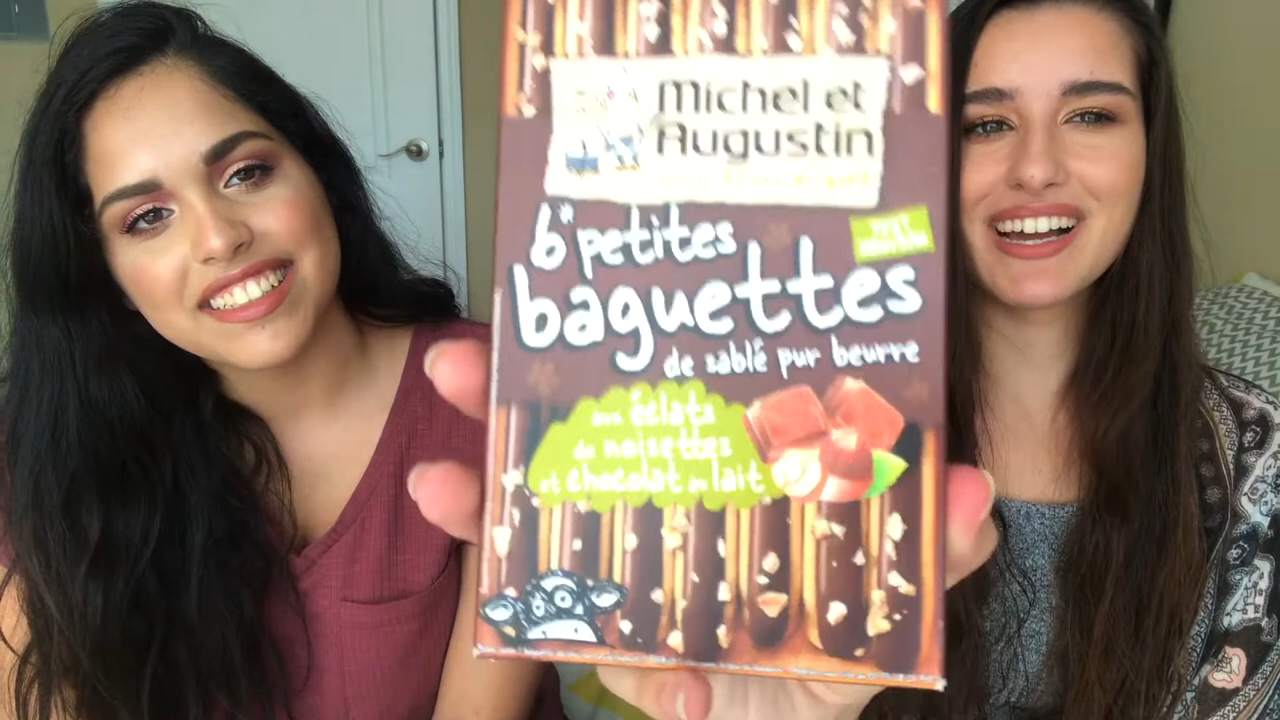 Michel et
Augustin
6 petites
baguettes
de sablé pur beurre
aux éclats
de noisettes
et chocolat au lait